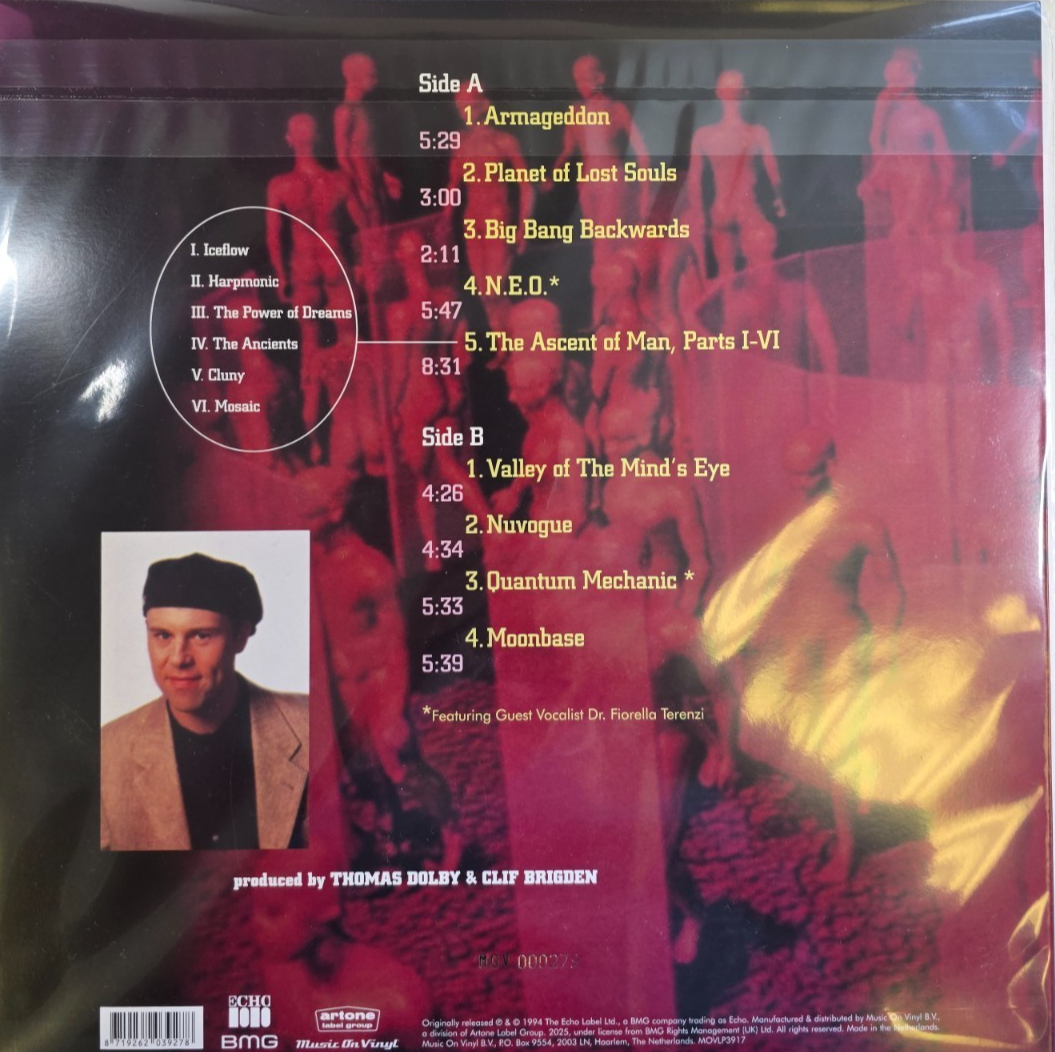 Side A
1. Armageddon
5:29
2. Planet of Lost Souls
3:00
3. Big Bang Backwards
2:11
4. N.E.O.*
5:47
5. The Ascent of Man, Parts I-VI
8:31
I. Iceflow
II. Harpmonic
III. The Power of Dreams
IV. The Ancients
V. Cluny
VI. Mosaic
Side B
1. Valley of The Mind's Eye
4:26
2. Nuvogue
4:34
3. Quantum Mechanic *
5:33
4. Moonbase
5:39
*Featuring Guest Vocalist Dr. Fiorella Terenzi
produced by THOMAS DOLBY & CLIF BRIGDEN
8 719262 039278
ECHO
BMG
artone
label group
Music On Vinyl
Originally released ℗ & © 1994 The Echo Label Ltd., a BMG company trading as Echo. Manufactured & distributed by Music On Vinyl B.V.,
a division of Artone Label Group. 2025, under license from BMG Rights Management (UK) Ltd. All rights reserved. Made in the Netherlands.
Music On Vinyl B.V., P.O. Box 9554, 2003 LN, Haarlem, The Netherlands. MOVLP3917